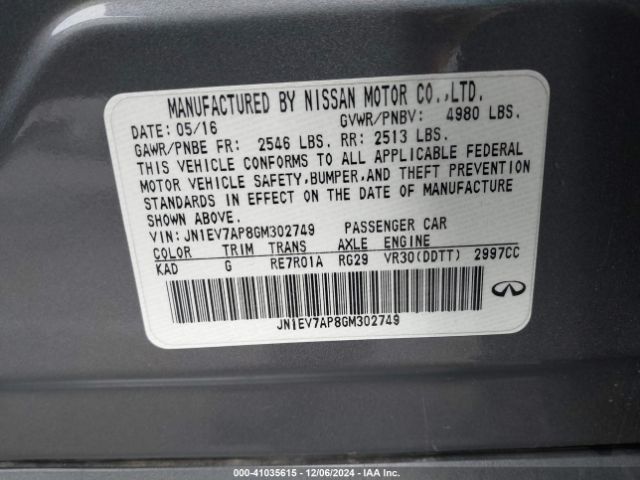 MANUFACTURED BY NISSAN MOTOR CO.,LTD.
DATE: 05/16 GVWR/PNBV: 4980 LBS.
GAWR/PNBE FR: 2546 LBS. RR: 2513 LBS.
THIS VEHICLE CONFORMS TO ALL APPLICABLE FEDERAL
MOTOR VEHICLE SAFETY,BUMPER,AND THEFT PREVENTION
STANDARDS IN EFFECT ON THE DATE OF MANUFACTURE
SHOWN ABOVE.
VIN: JN1EV7AP8GM302749 PASSENGER CAR
COLOR TRIM TRANS AXLE ENGINE
KAD G RE7R01A RG29 VR30(DDTT) 2997CC
JN1EV7AP8GM302749
000-41035615 - 12/06/2024 - IAA Inc.